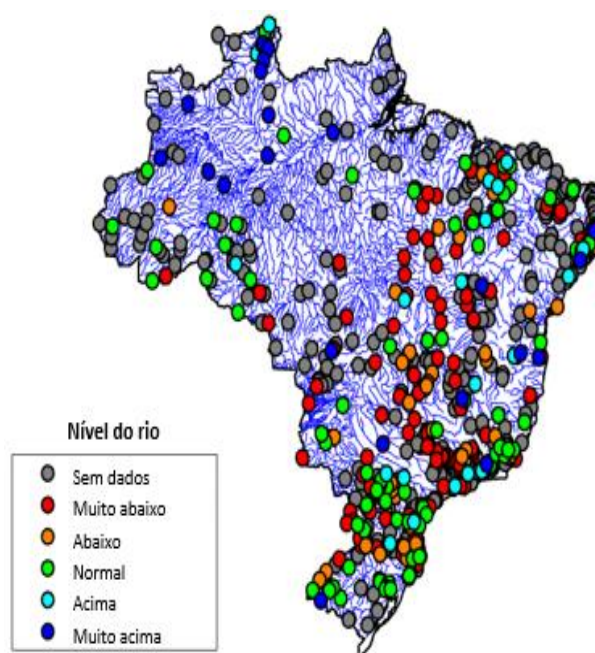 Nível do rio
Sem dados
Muito abaixo
Abaixo
Normal
Acima
Muito acima